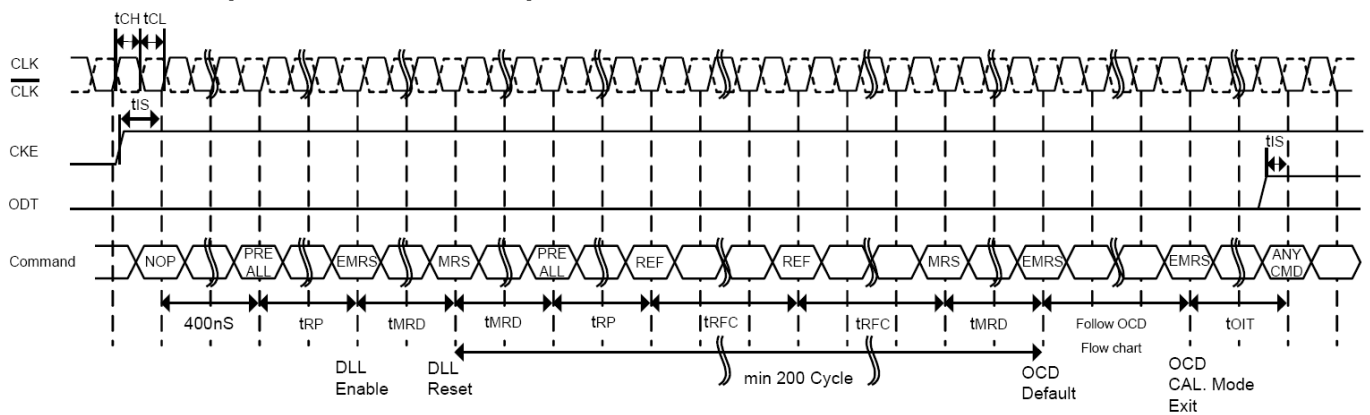 tCH tCL
CLK
CLK
tIS
CKE
tIS
ODT
Command NOP PRE ALL EMRS MRS PRE ALL REF REF MRS EMRS EMRS ANY CMD
400nS tRP tMRD tMRD tRP tRFC tRFC tMRD Follow OCD Flow chart tOIT
DLL Enable
DLL Reset
min 200 Cycle
OCD Default
OCD CAL. Mode Exit